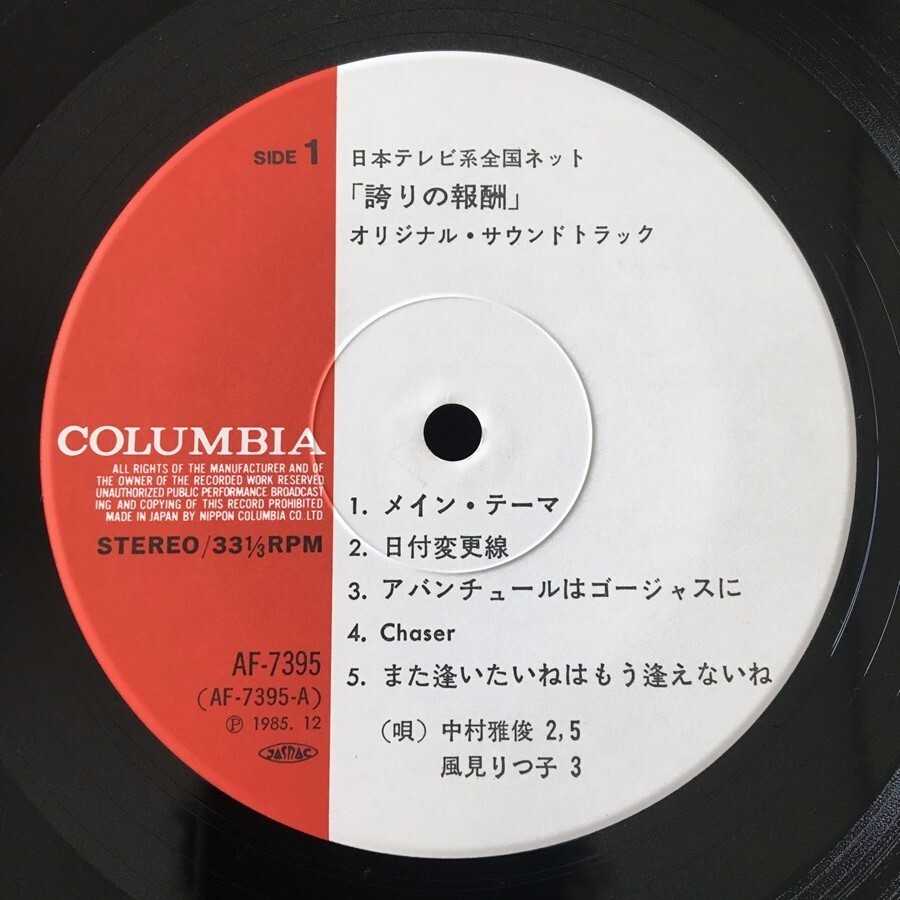 SIDE 1
日本テレビ系全国ネット
「誇りの報酬」
オリジナル・サウンドトラック
COLUMBIA
ALL RIGHTS OF THE MANUFACTURER AND OF
THE OWNER OF THE RECORDED WORK RESERVED
UNAUTHORIZED PUBLIC PERFORMANCE BROADCAST
ING AND COPYING OF THIS RECORD PROHIBITED.
MADE IN JAPAN BY NIPPON COLUMBIA CO. LTD.
STEREO/33⅓RPM
AF-7395
(AF-7395-A)
Ⓟ 1985. 12
JASRAC
1. メイン・テーマ
2. 日付変更線
3. アバンチュールはゴージャスに
4. Chaser
5. また逢いたいねはもう逢えないね
(唄) 中村雅俊 2,5
風見りつ子 3